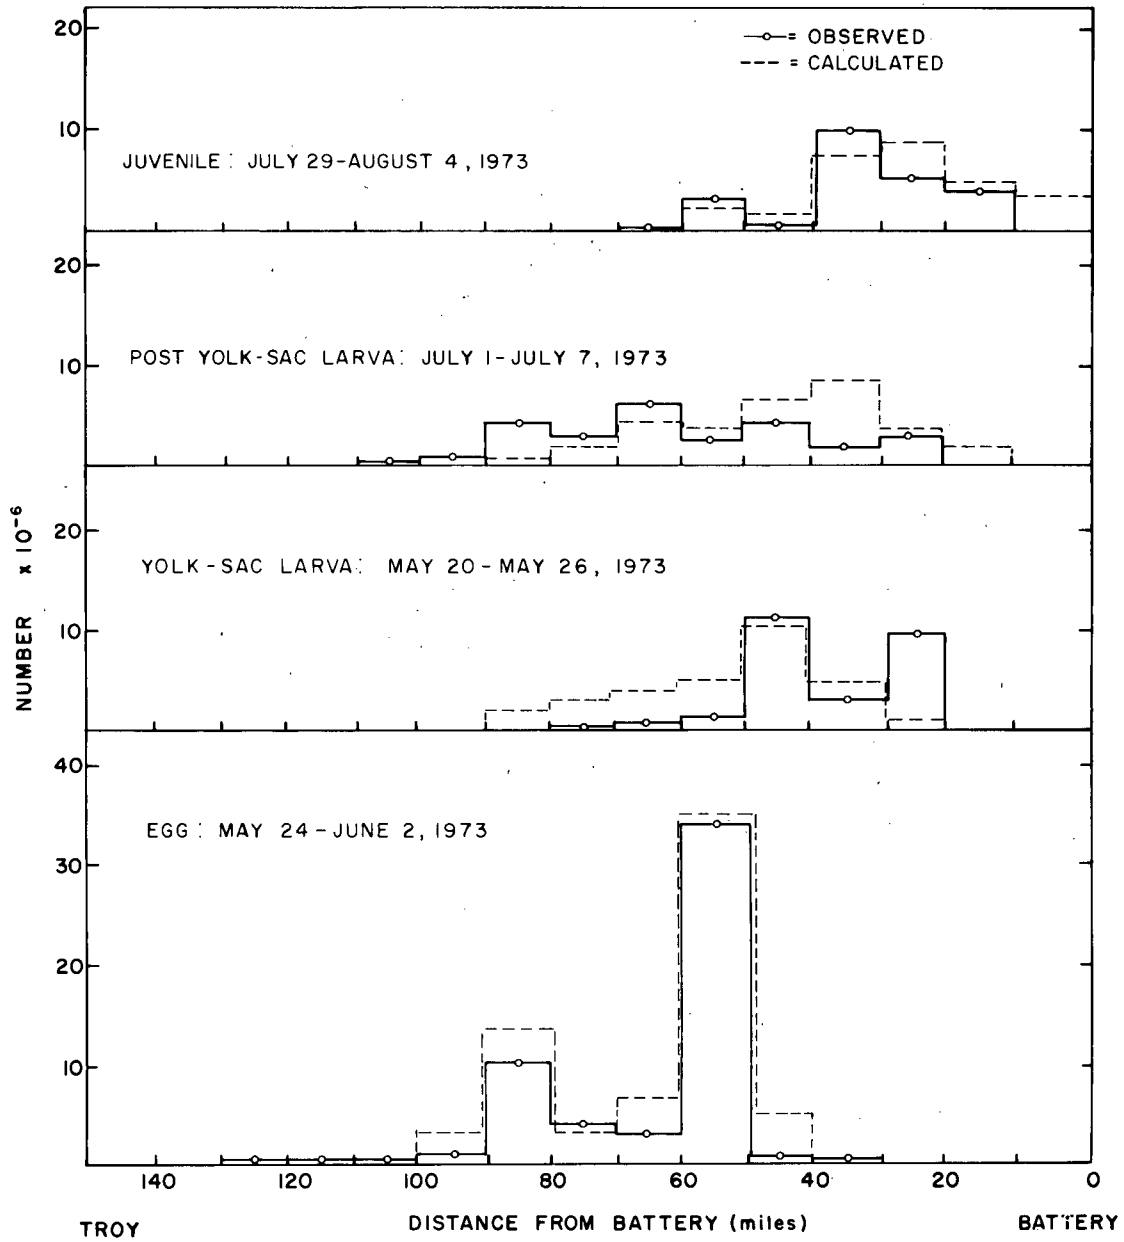 20
—o— = OBSERVED
---- = CALCULATED
10
JUVENILE: JULY 29-AUGUST 4, 1973
20
10
POST YOLK-SAC LARVA: JULY 1-JULY 7, 1973
NUMBER x 10⁻⁶
20
YOLK-SAC LARVA: MAY 20-MAY 26, 1973
10
40
EGG: MAY 24-JUNE 2, 1973
30
20
10
140 120 100 80 60 40 20 0
TROY DISTANCE FROM BATTERY (miles) BATTERY